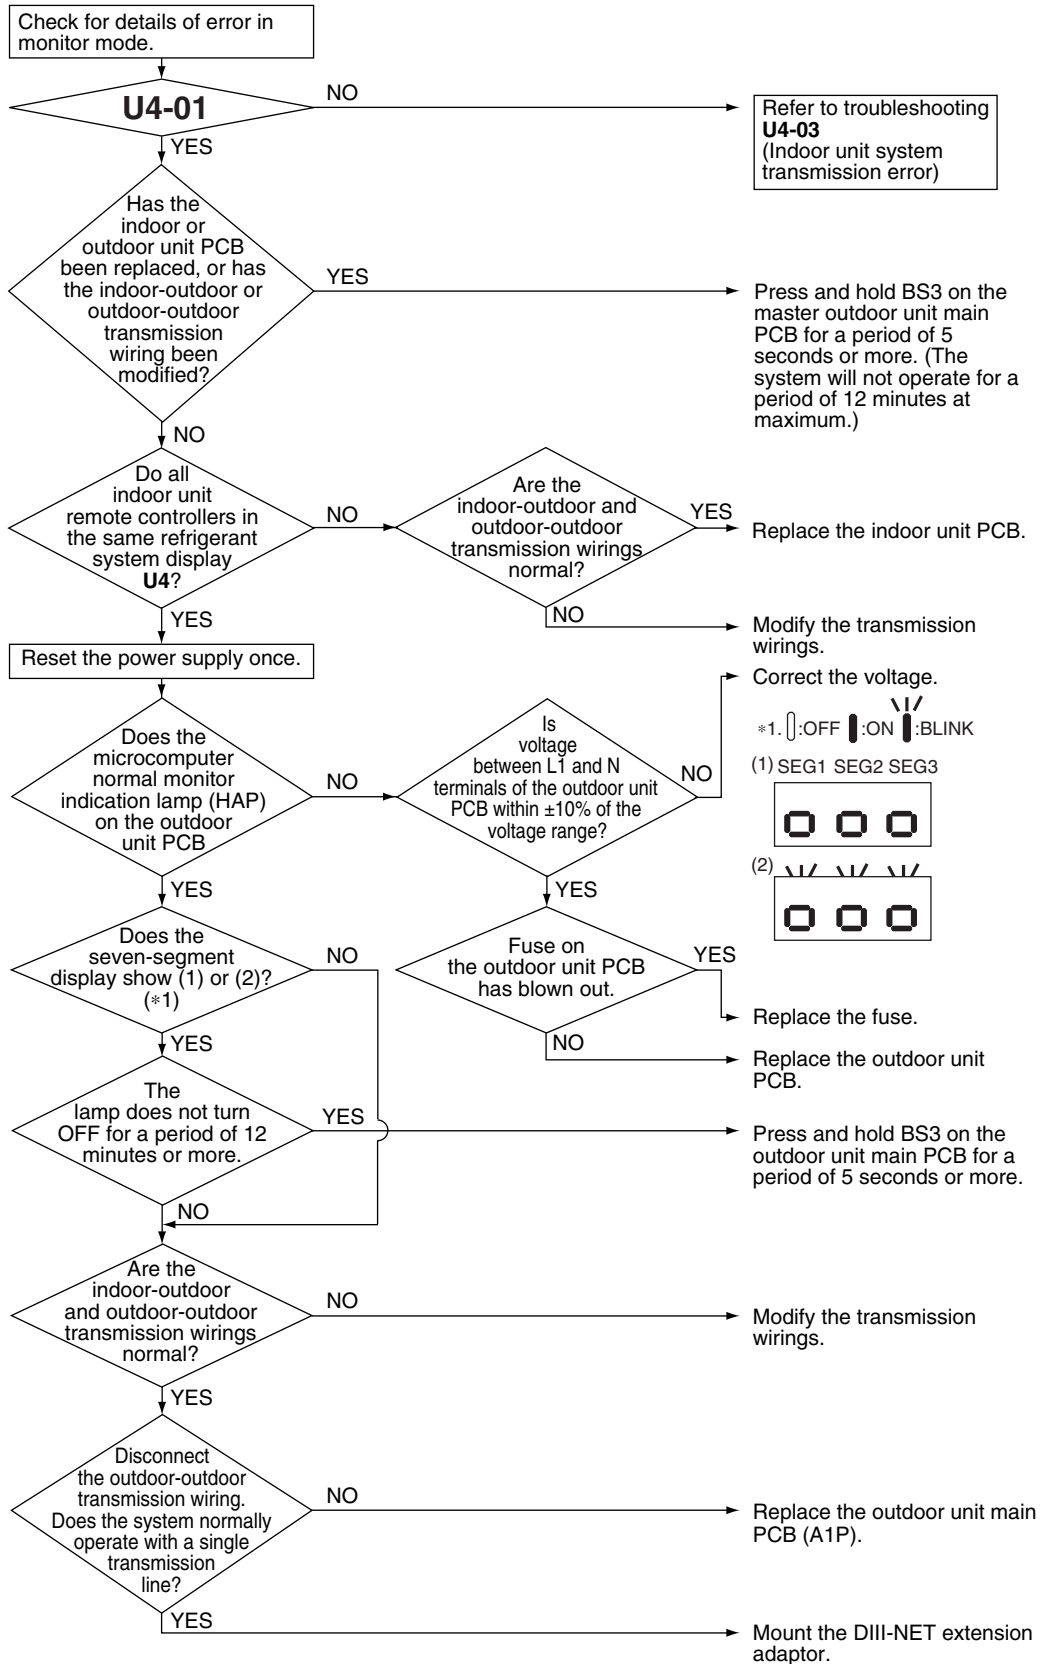 Check for details of error in
monitor mode.
U4-01
NO
YES
Refer to troubleshooting
U4-03
(Indoor unit system
transmission error)
Has the
indoor or
outdoor unit PCB
been replaced, or has
the indoor-outdoor or
outdoor-outdoor
transmission
wiring been
modified?
YES
NO
Press and hold BS3 on the
master outdoor unit main
PCB for a period of 5
seconds or more. (The
system will not operate for a
period of 12 minutes at
maximum.)
Do all
indoor unit
remote controllers in
the same refrigerant
system display
U4?
NO
YES
Are the
indoor-outdoor and
outdoor-outdoor
transmission wirings
normal?
YES
Replace the indoor unit PCB.
NO
Modify the transmission
wirings.
Reset the power supply once.
Does the
microcomputer
normal monitor
indication lamp (HAP)
on the outdoor
unit PCB
NO
YES
Is
voltage
between L1 and N
terminals of the outdoor unit
PCB within ±10% of the
voltage range?
NO
Correct the voltage.
YES
*1. :OFF :ON :BLINK
(1) SEG1 SEG2 SEG3
(2)
Does the
seven-segment
display show (1) or (2)?
(*1)
NO
YES
Fuse on
the outdoor unit PCB
has blown out.
YES
Replace the fuse.
NO
Replace the outdoor unit
PCB.
The
lamp does not turn
OFF for a period of 12
minutes or more.
YES
Press and hold BS3 on the
outdoor unit main PCB for a
period of 5 seconds or more.
NO
Are the
indoor-outdoor
and outdoor-outdoor
transmission wirings
normal?
NO
Modify the transmission
wirings.
YES
Disconnect
the outdoor-outdoor
transmission wiring.
Does the system normally
operate with a single
transmission
line?
NO
Replace the outdoor unit main
PCB (A1P).
YES
Mount the DIII-NET extension
adaptor.